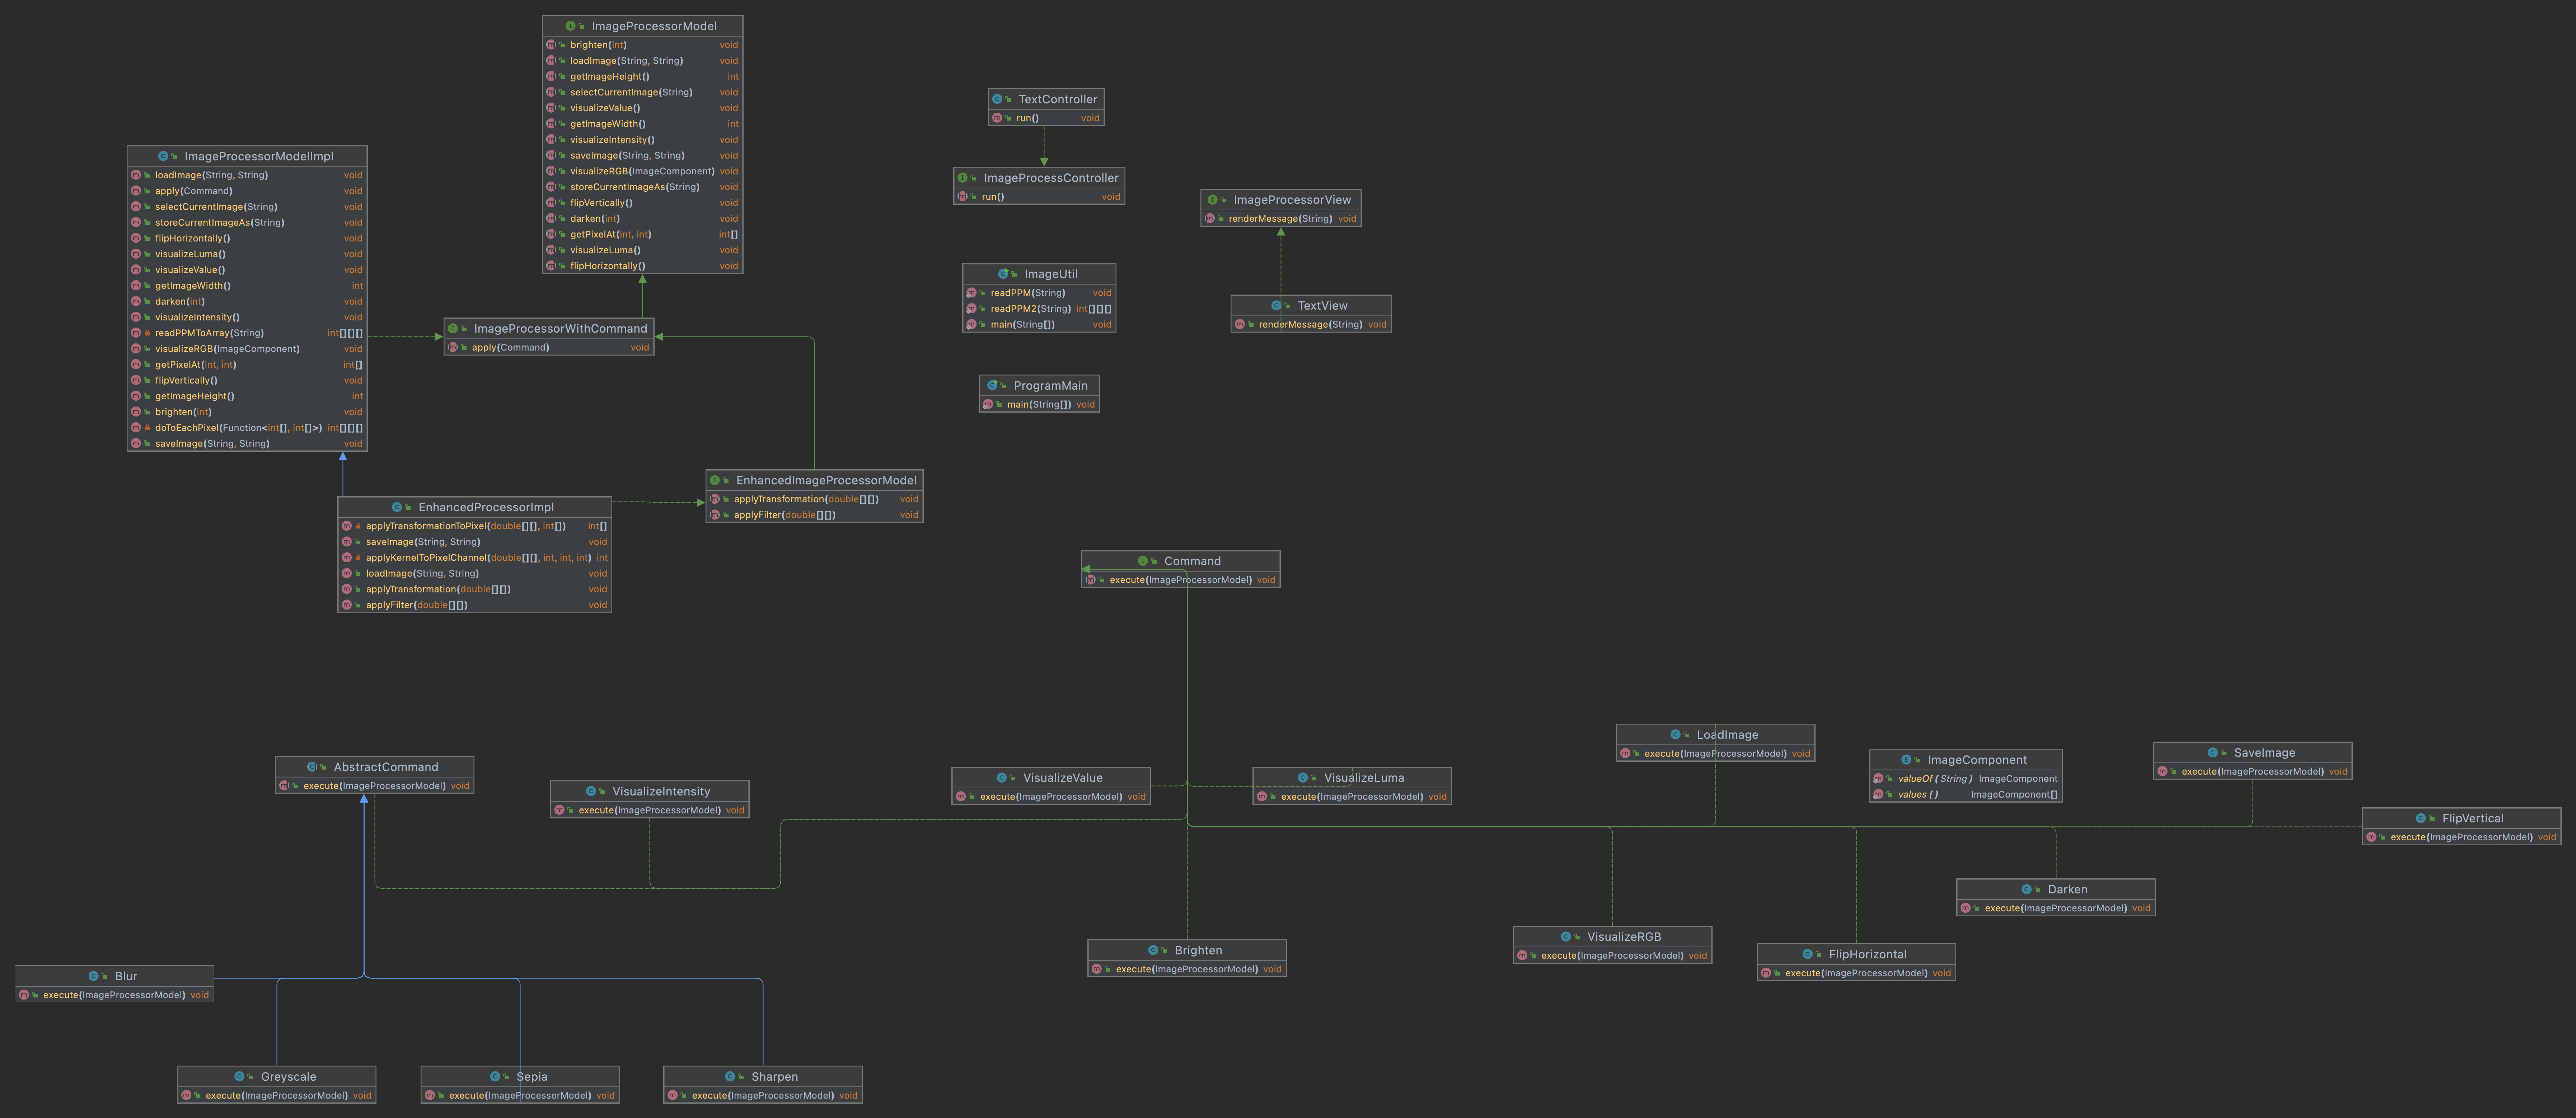 ImageProcessorModel
brighten(int) void
loadImage(String, String) void
getImageHeight() int
selectCurrentImage(String) void
visualizeValue() void
getImageWidth() int
visualizeIntensity() void
saveImage(String, String) void
visualizeRGB(ImageComponent) void
storeCurrentImageAs(String) void
flipVertically() void
darken(int) void
getPixelAt(int, int) int[]
visualizeLuma() void
flipHorizontally() void
TextController
run() void
ImageProcessController
run() void
ImageProcessorModelImpl
loadImage(String, String) void
apply(Command) void
selectCurrentImage(String) void
storeCurrentImageAs(String) void
flipHorizontally() void
visualizeLuma() void
visualizeValue() void
getImageWidth() int
darken(int) void
visualizeIntensity() void
readPPMToArray(String) int[][][]
visualizeRGB(ImageComponent) void
getPixelAt(int, int) int[]
flipVertically() void
getImageHeight() int
brighten(int) void
doToEachPixel(Function<int[], int[]>) int[][][]
saveImage(String, String) void
ImageProcessorView
renderMessage(String) void
ImageUtil
readPPM(String) void
readPPM2(String) int[][][]
main(String[]) void
TextView
renderMessage(String) void
ImageProcessorWithCommand
apply(Command) void
ProgramMain
main(String[]) void
EnhancedImageProcessorModel
applyTransformation(double[][]) void
applyFilter(double[][]) void
EnhancedProcessorImpl
applyTransformationToPixel(double[][], int[]) int[]
saveImage(String, String) void
applyKernelToPixelChannel(double[][], int, int, int) int
loadImage(String, String) void
applyTransformation(double[][]) void
applyFilter(double[][]) void
Command
execute(ImageProcessorModel) void
LoadImage
execute(ImageProcessorModel) void
SaveImage
execute(ImageProcessorModel) void
ImageComponent
valueOf (String) ImageComponent
values () ImageComponent[]
AbstractCommand
execute(ImageProcessorModel) void
VisualizeValue
execute(ImageProcessorModel) void
VisualizeLuma
execute(ImageProcessorModel) void
VisualizeIntensity
execute(ImageProcessorModel) void
FlipVertical
execute(ImageProcessorModel) void
Darken
execute(ImageProcessorModel) void
VisualizeRGB
execute(ImageProcessorModel) void
Brighten
execute(ImageProcessorModel) void
FlipHorizontal
execute(ImageProcessorModel) void
Blur
execute(ImageProcessorModel) void
Greyscale
execute(ImageProcessorModel) void
Sepia
execute(ImageProcessorModel) void
Sharpen
execute(ImageProcessorModel) void